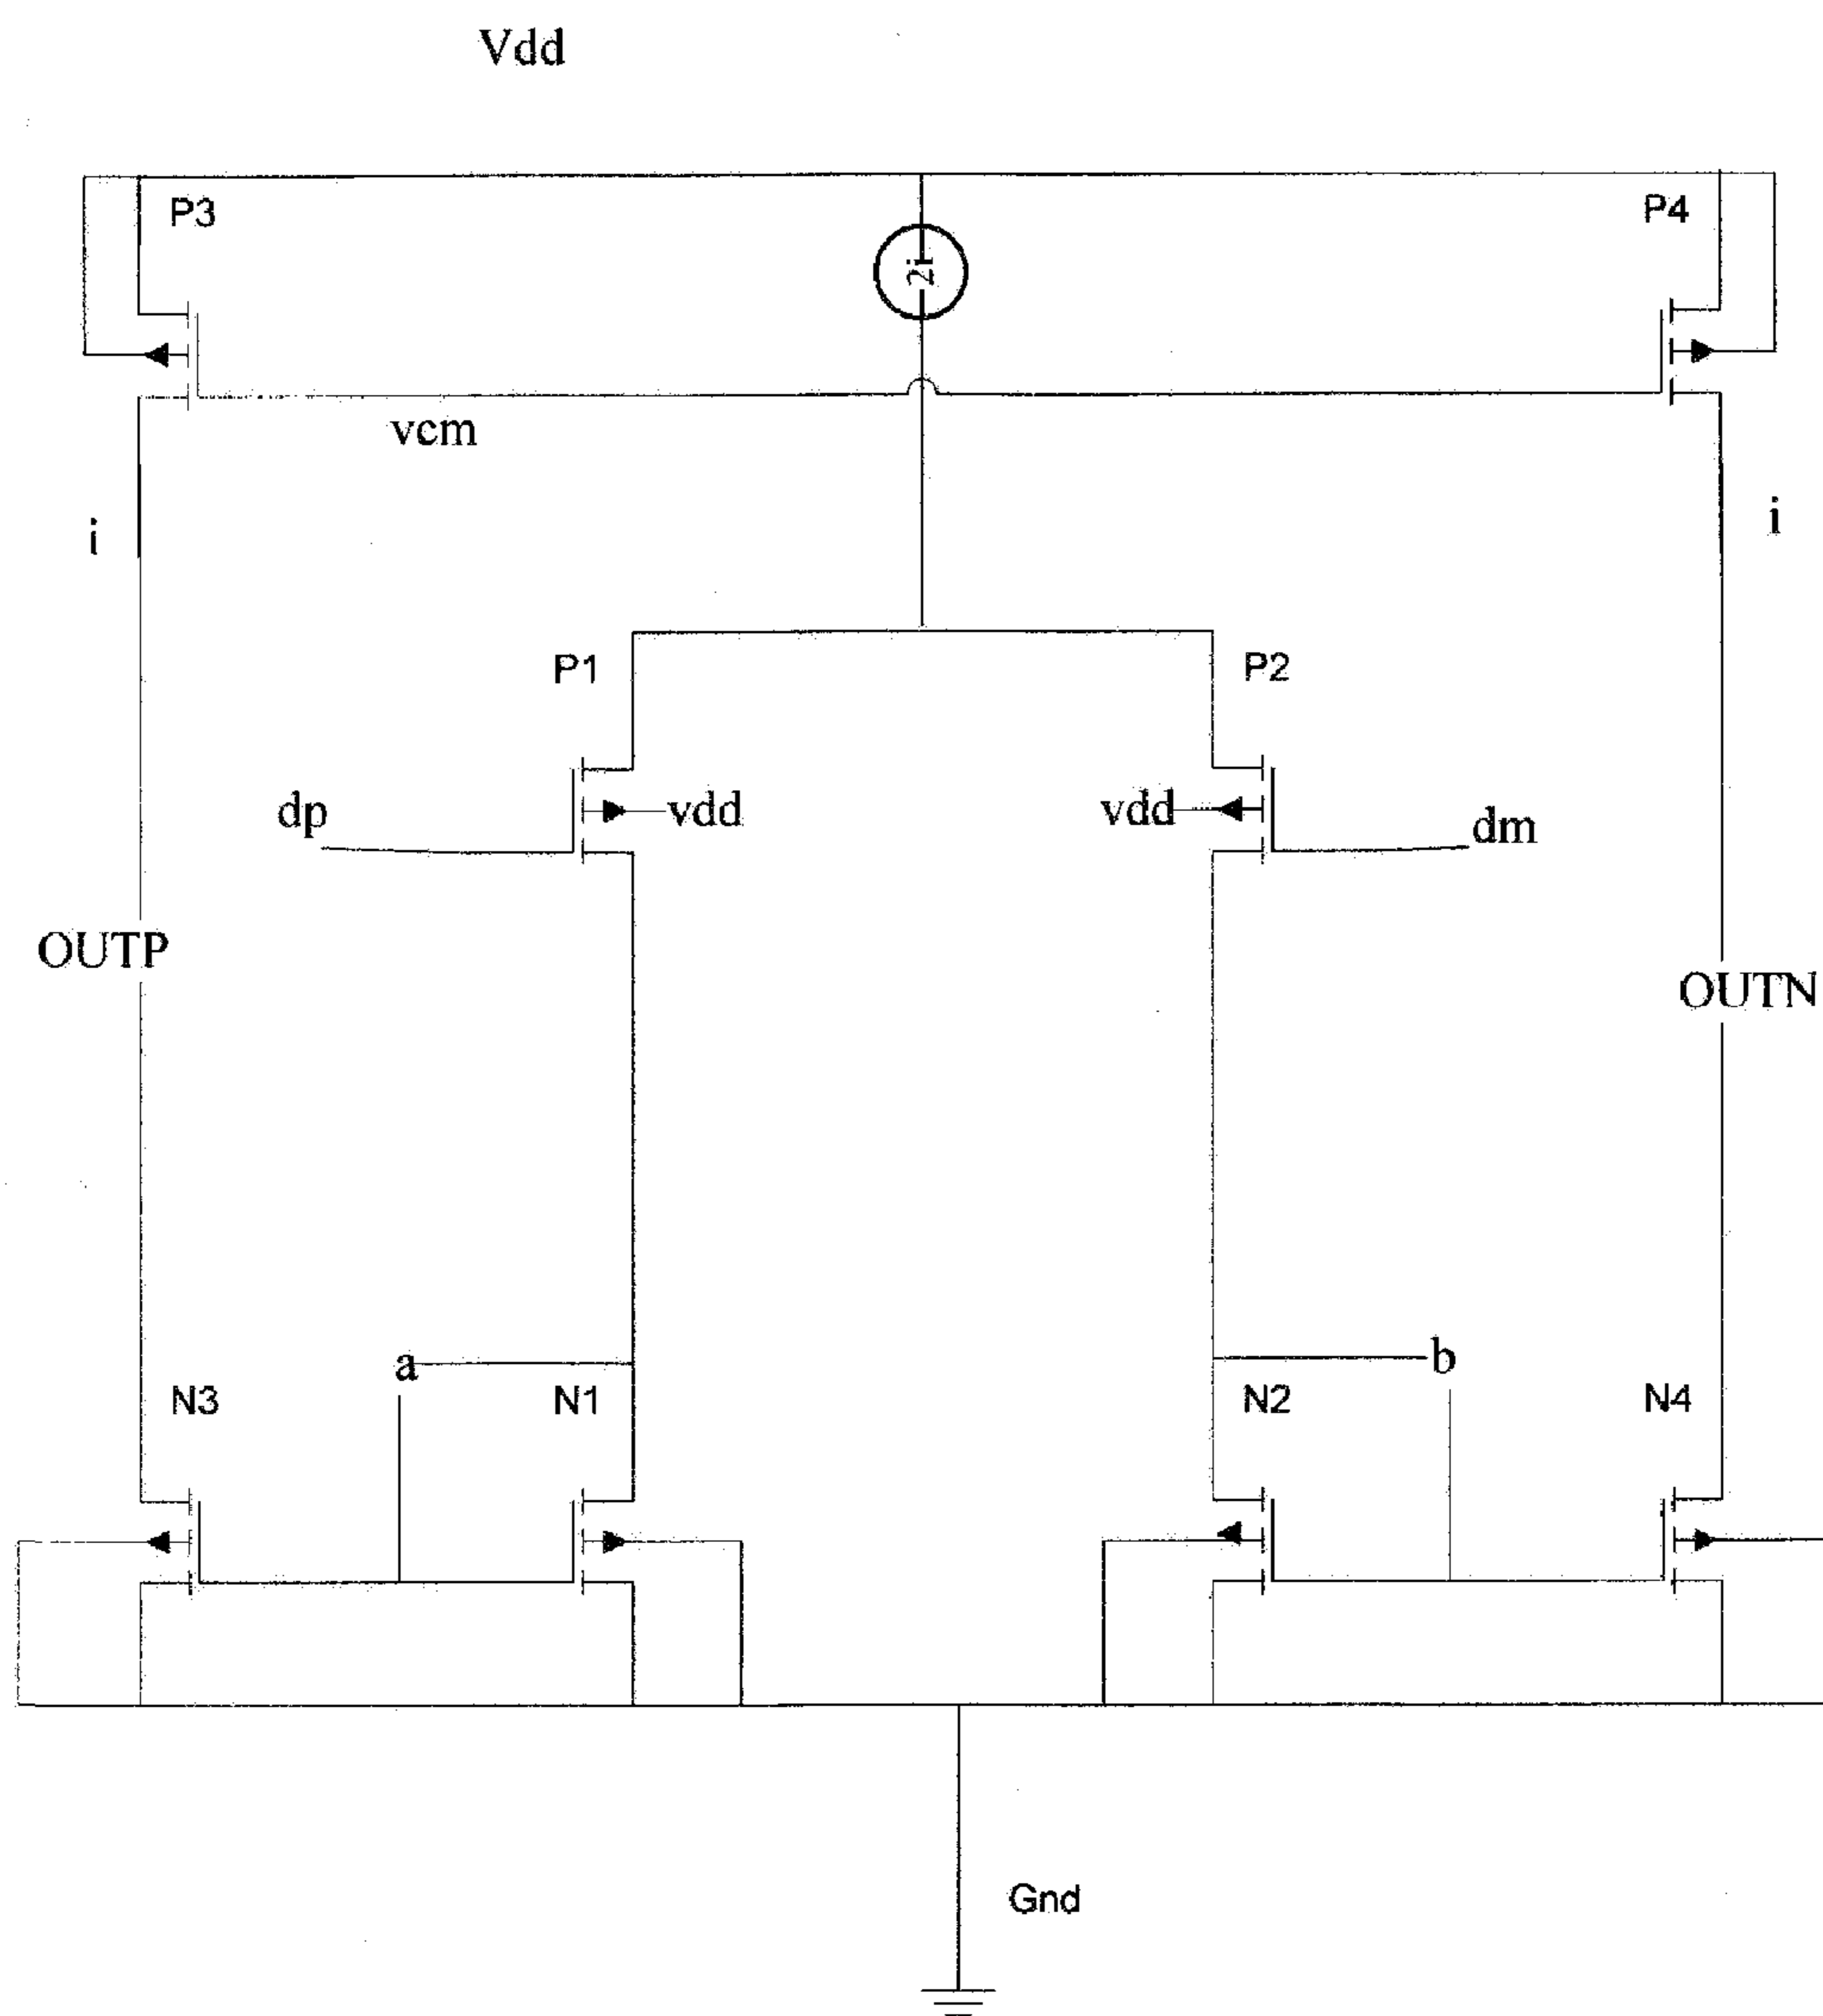 Vdd
P3
P4
2i
vcm
i
i
P1
P2
dp
vdd
vdd
dm
OUTP
OUTN
a
b
N3
N1
N2
N4
Gnd